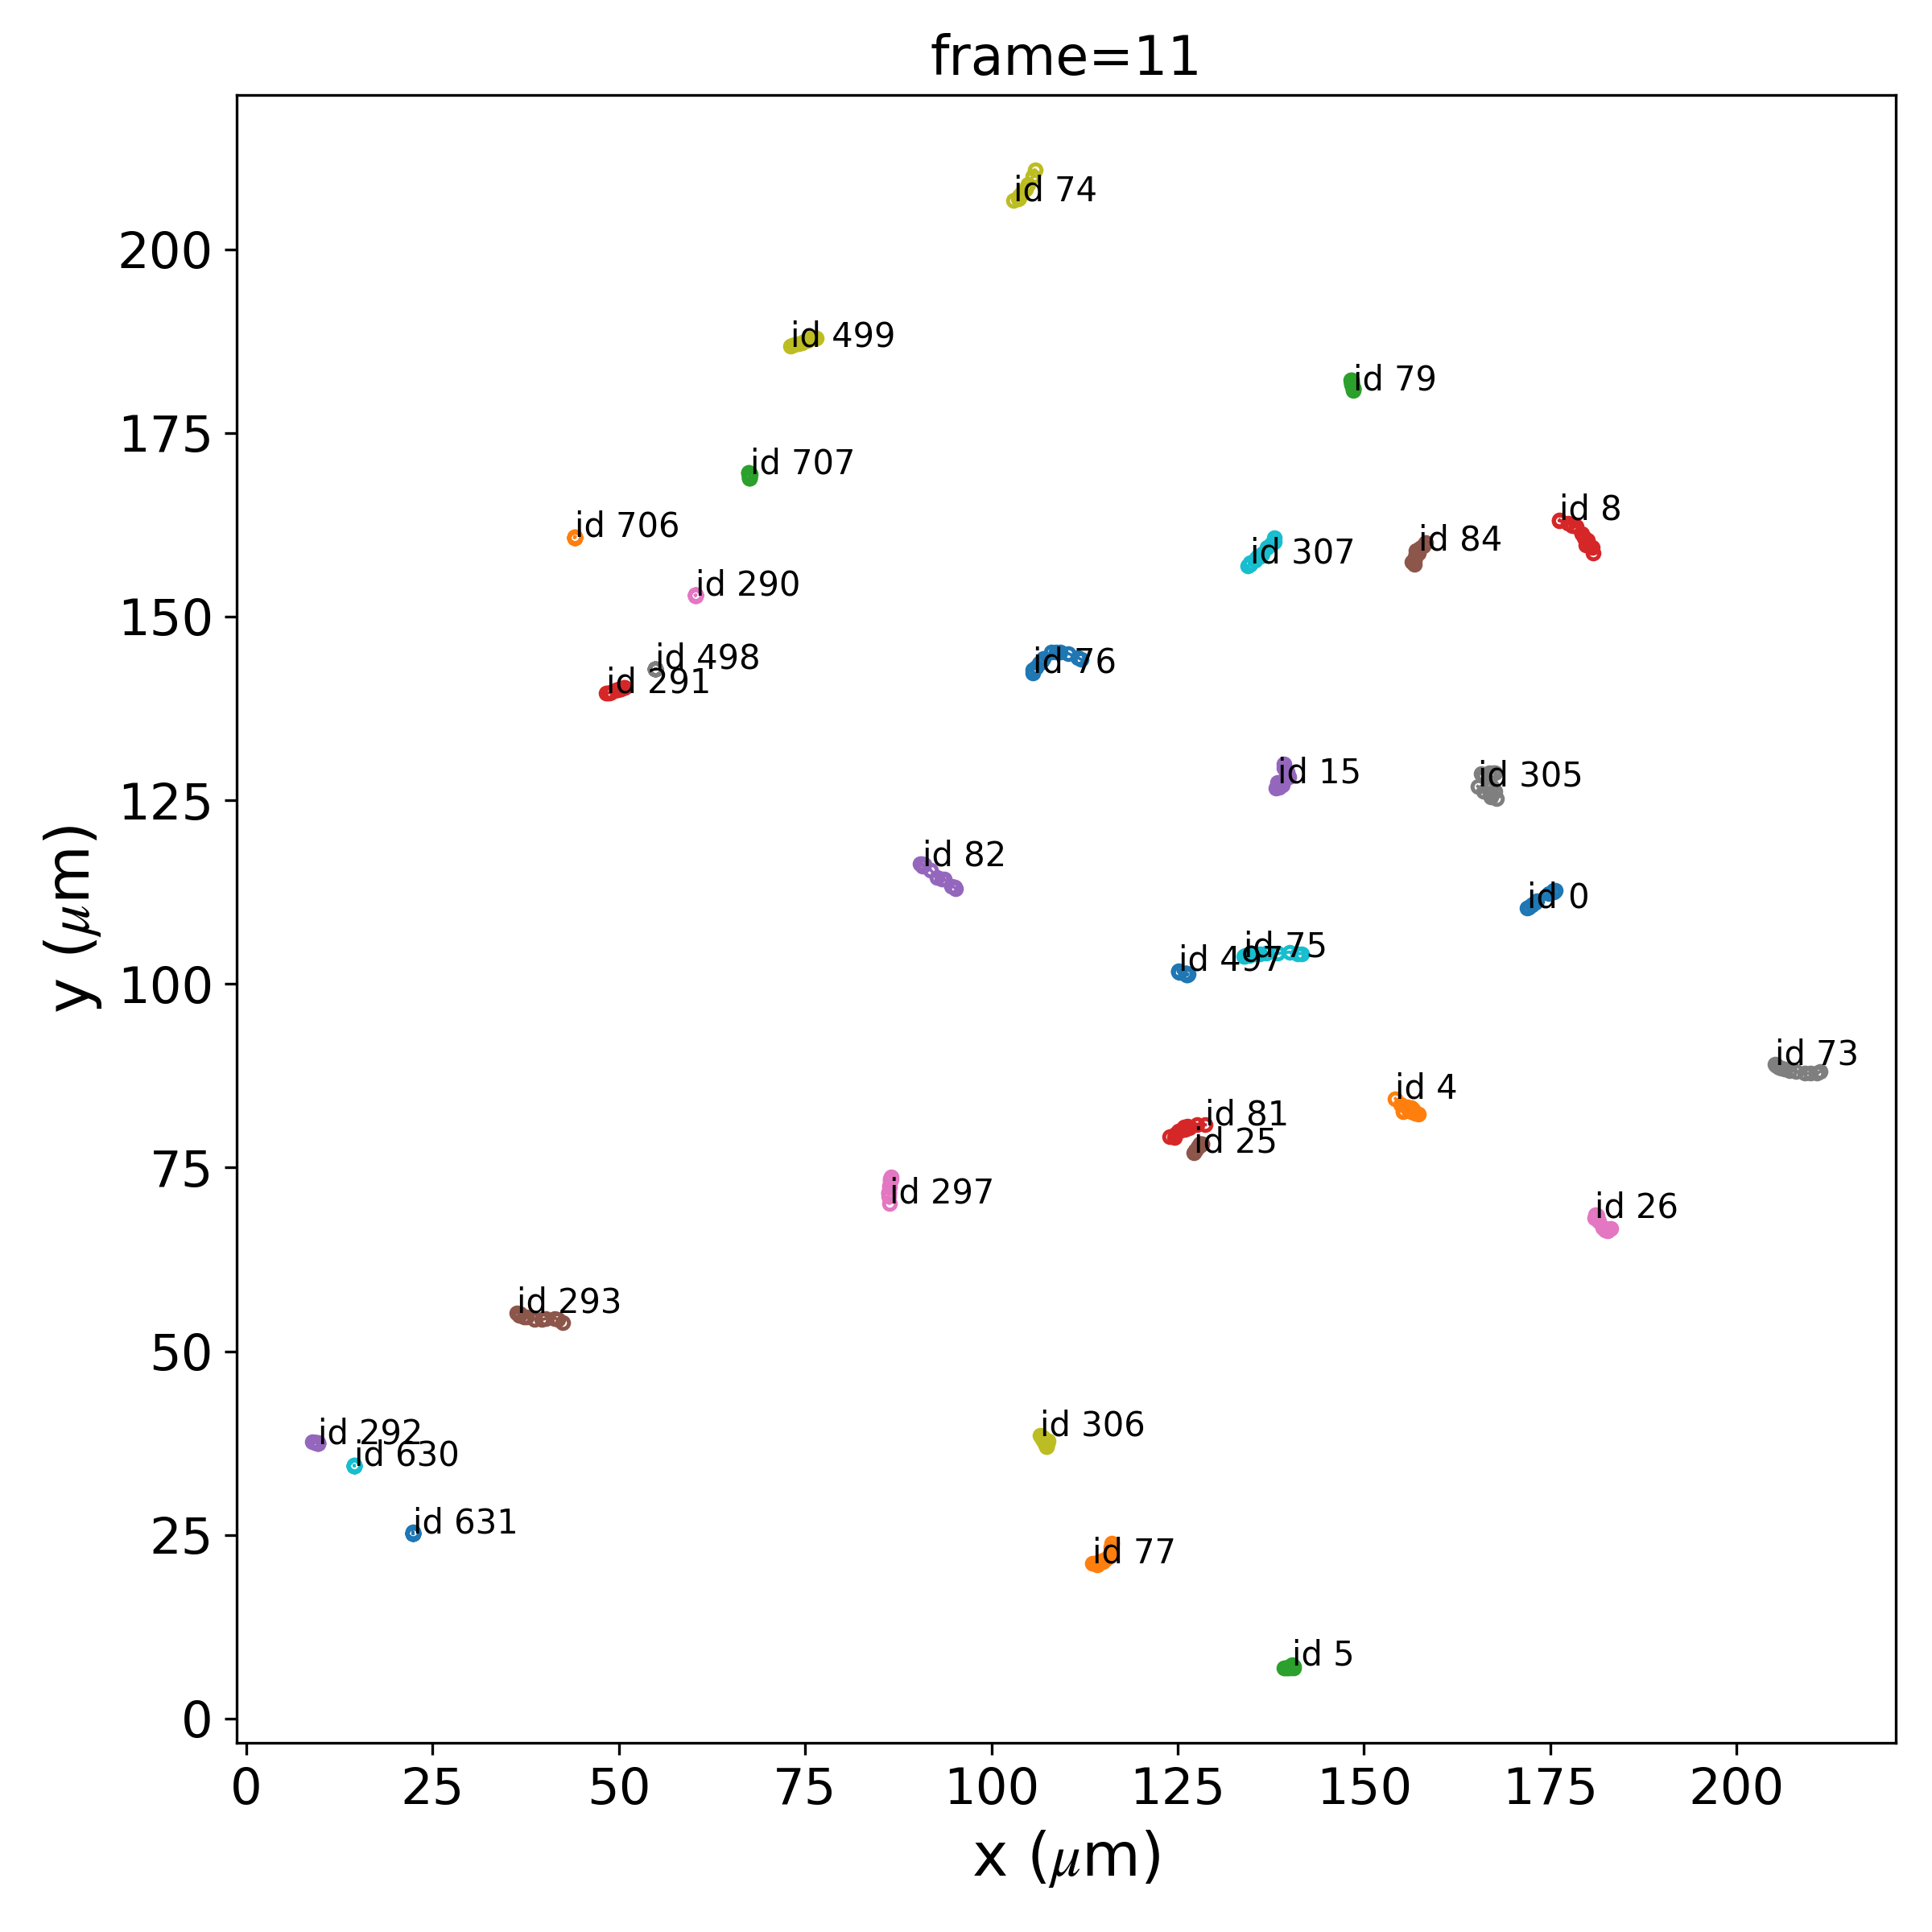 frame=11
id 74
id 499
id 79
id 707
id 8
id 706
id 84
id 307
id 290
id 498
id 76
id 291
id 15
id 305
id 82
id 0
id 75
id 497
id 73
id 4
id 81
id 25
id 297
id 26
id 293
id 306
id 292
id 630
id 631
id 77
id 5
y (μm)
200
175
150
125
100
75
50
25
0
0 25 50 75 100 125 150 175 200
x (μm)